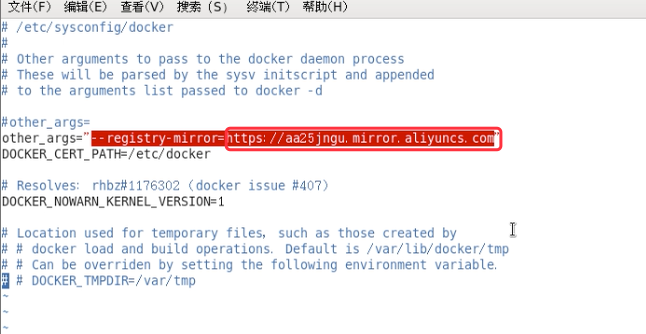 文件(F) 编辑(E) 查看(V) 搜索 (S) 终端(T) 帮助(H)
# /etc/sysconfig/docker
#
# Other arguments to pass to the docker daemon process
# These will be parsed by the sysv initscript and appended
# to the arguments list passed to docker -d
#other_args=
other_args="--registry-mirror=https://aa25jngu.mirror.aliyuncs.com"
DOCKER_CERT_PATH=/etc/docker
# Resolves: rhbz#1176302 (docker issue #407)
DOCKER_NOWARN_KERNEL_VERSION=1
# Location used for temporary files, such as those created by
# # docker load and build operations. Default is /var/lib/docker/tmp
# # Can be overriden by setting the following environment variable.
# # DOCKER_TMPDIR=/var/tmp
~
~
~